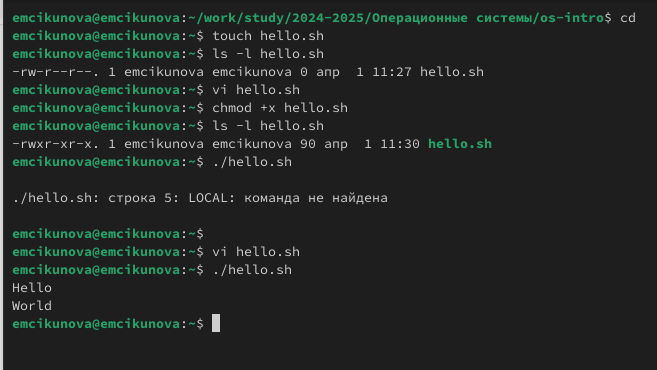 emcikunova@emcikunova:~/work/study/2024-2025/Операционные системы/os-intro$ cd
emcikunova@emcikunova:~$ touch hello.sh
emcikunova@emcikunova:~$ ls -l hello.sh
-rw-r--r--. 1 emcikunova emcikunova 0 апр  1 11:27 hello.sh
emcikunova@emcikunova:~$ vi hello.sh
emcikunova@emcikunova:~$ chmod +x hello.sh
emcikunova@emcikunova:~$ ls -l hello.sh
-rwxr-xr-x. 1 emcikunova emcikunova 90 апр  1 11:30 hello.sh
emcikunova@emcikunova:~$ ./hello.sh
./hello.sh: строка 5: LOCAL: команда не найдена
emcikunova@emcikunova:~$
emcikunova@emcikunova:~$ vi hello.sh
emcikunova@emcikunova:~$ ./hello.sh
Hello
World
emcikunova@emcikunova:~$